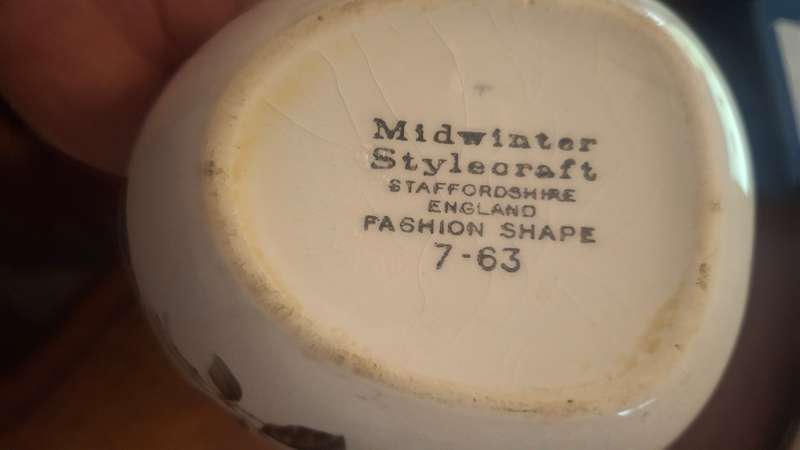 Midwinter
Stylecraft
STAFFORDSHIRE
ENGLAND
FASHION SHAPE
7-63